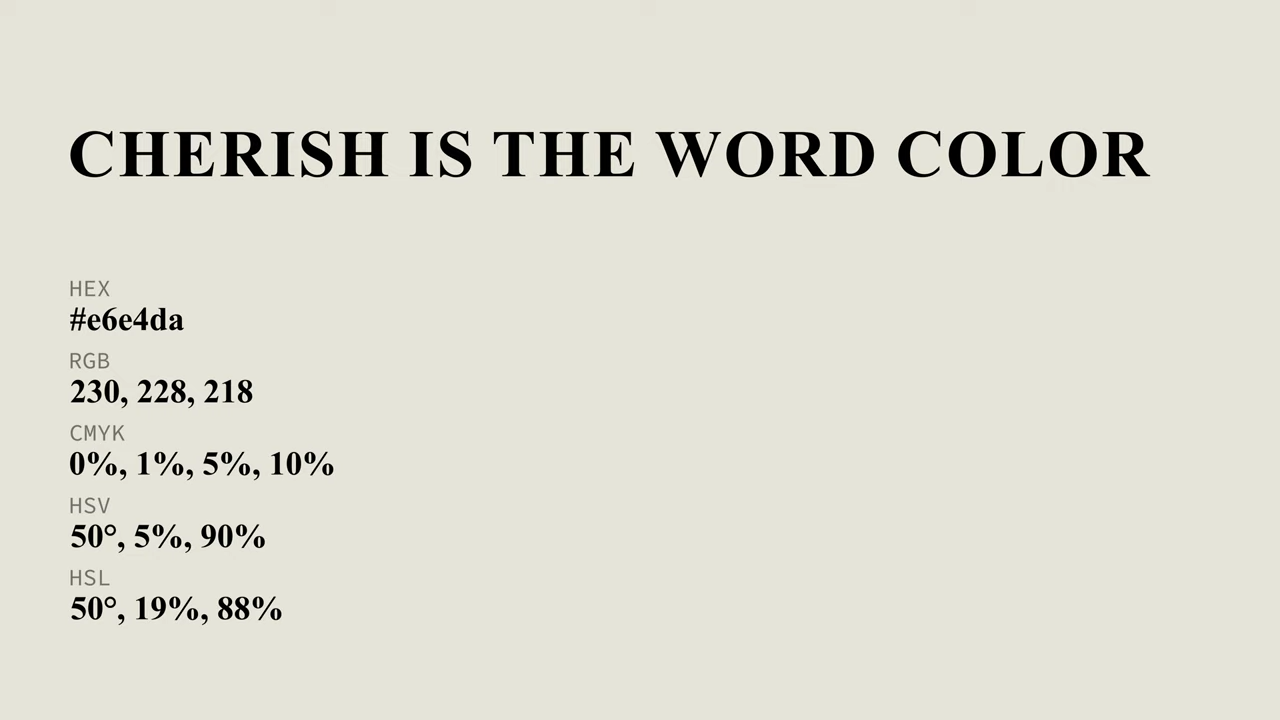 CHERISH IS THE WORD COLOR
HEX
#e6e4da
RGB
230, 228, 218
CMYK
0%, 1%, 5%, 10%
HSV
50°, 5%, 90%
HSL
50°, 19%, 88%